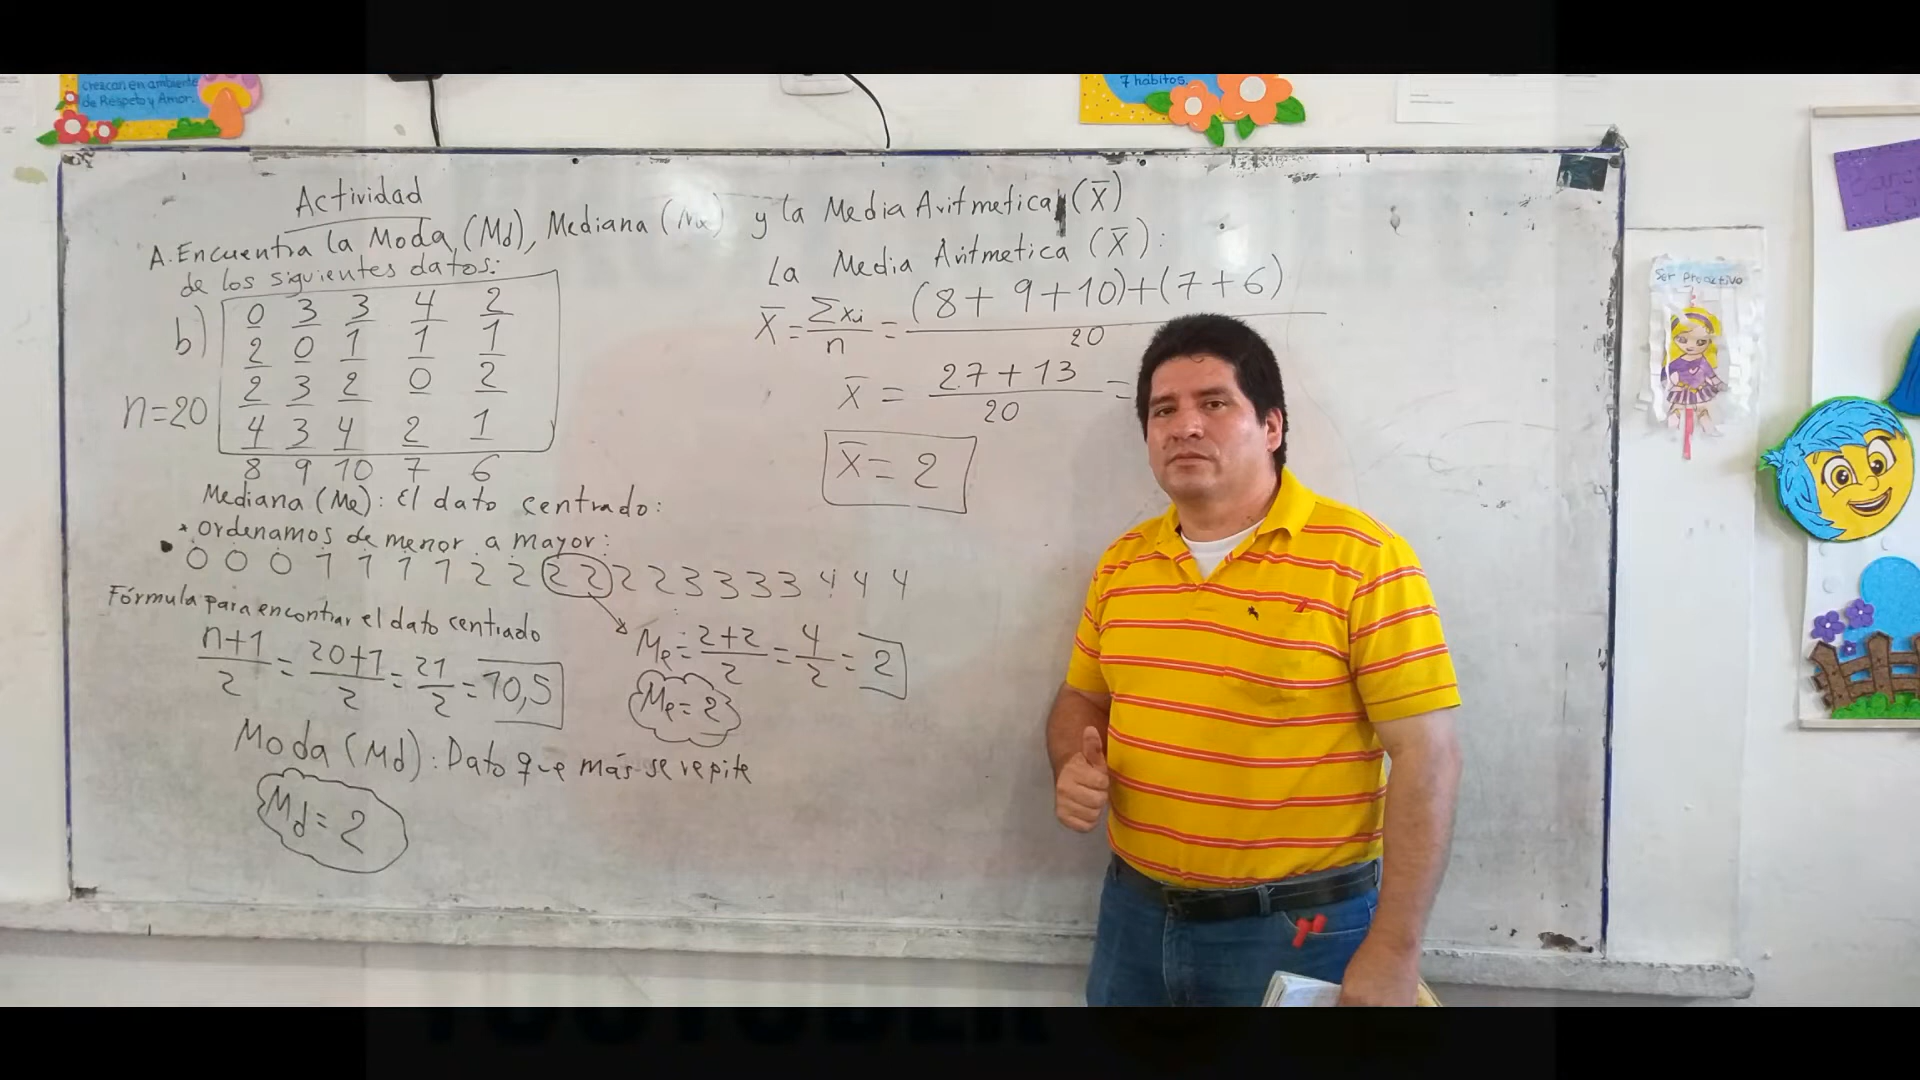 crezcan en ambiente
de Respeto y Amor.
7 habitos.
Ser Proactivo
Actividad
A. Encuentra la Moda (Md), Mediana (Me) y la Media Aritmetica (X̄)
de los siguientes datos:
b)
n=20
0 3 3 4 2
2 0 1 1 1
2 3 2 0 2
4 3 4 2 1
8 9 10 7 6
Mediana (Me): El dato centrado:
* Ordenamos de menor a mayor:
0 0 0 1 1 1 1 2 2 2 2 2 2 3 3 3 3 4 4 4
Fórmula para encontrar el dato centrado
n+1/2 = 20+1/2 = 21/2 = 10,5
Me = 2+2/2 = 4/2 = 2
Me = 2
Moda (Md): Dato que más se repite
Md = 2
La Media Aritmetica (X̄):
X̄ = Σxi/n = (8+9+10)+(7+6)/20
X̄ = 27+13/20 =
X̄ = 2